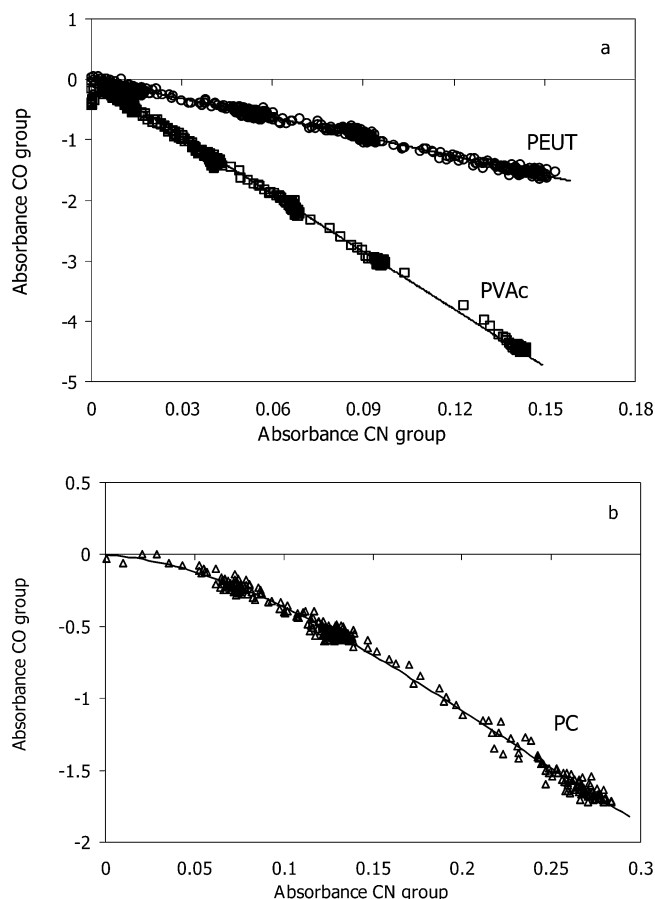 1
a
0
PEUT
-1
-2
-3
PVAc
-4
-5
0 0.03 0.06 0.09 0.12 0.15 0.18
Absorbance CO group
Absorbance CN group
0.5
b
0
-0.5
-1
PC
-1.5
-2
0 0.05 0.1 0.15 0.2 0.25 0.3
Absorbance CO group
Absorbance CN group